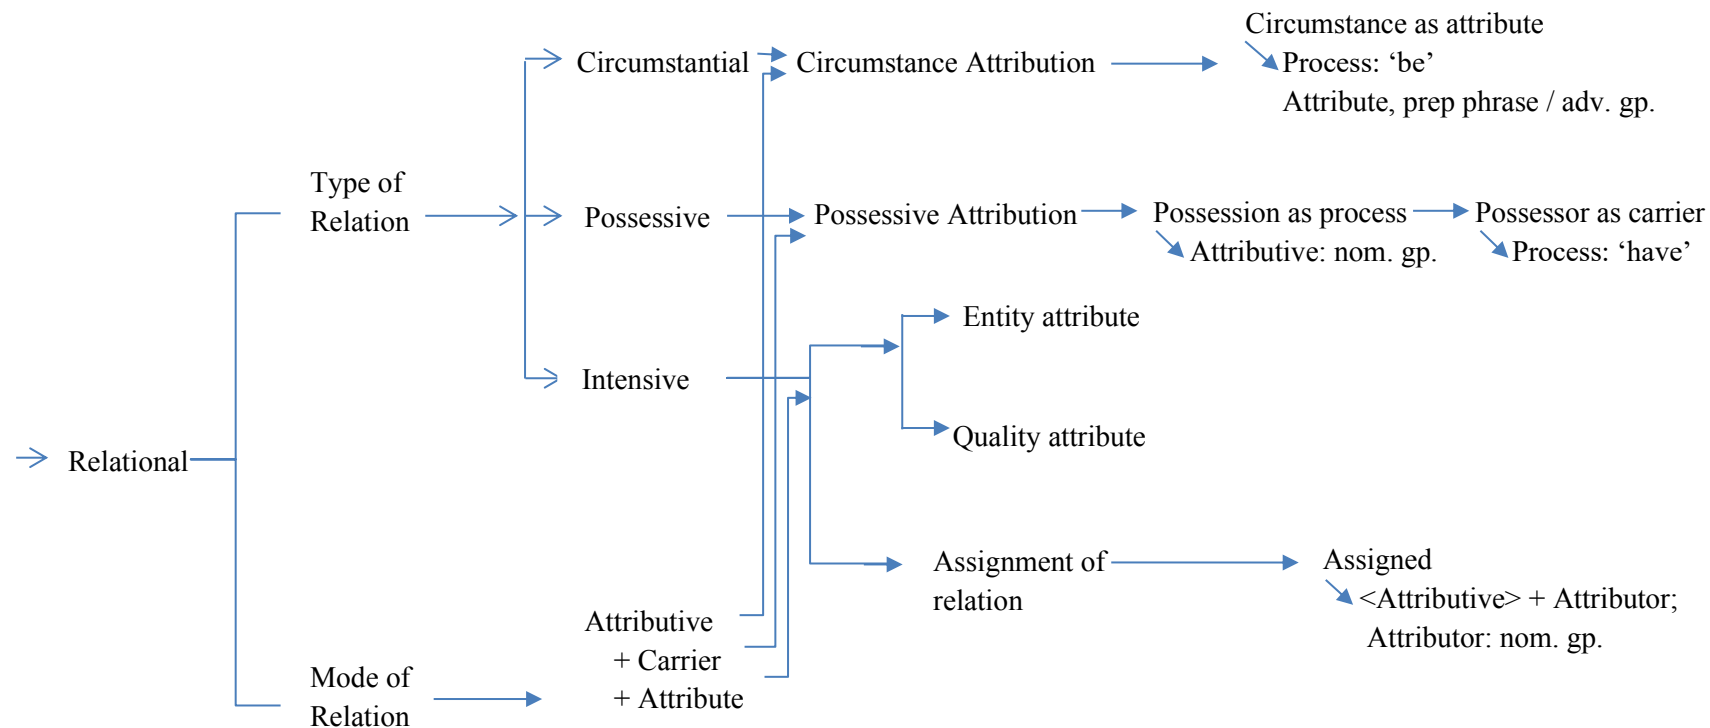 Circumstance as attribute
Circumstantial
Circumstance Attribution
Process: ‘be’
Attribute, prep phrase / adv. gp.
Type of
Relation
Possessive
Possessive Attribution
Possession as process
Possessor as carrier
Attributive: nom. gp.
Process: ‘have’
Entity attribute
Intensive
Quality attribute
Relational
Assignment of
relation
Assigned
<Attributive> + Attributor;
Attributor: nom. gp.
Attributive
+ Carrier
+ Attribute
Mode of
Relation